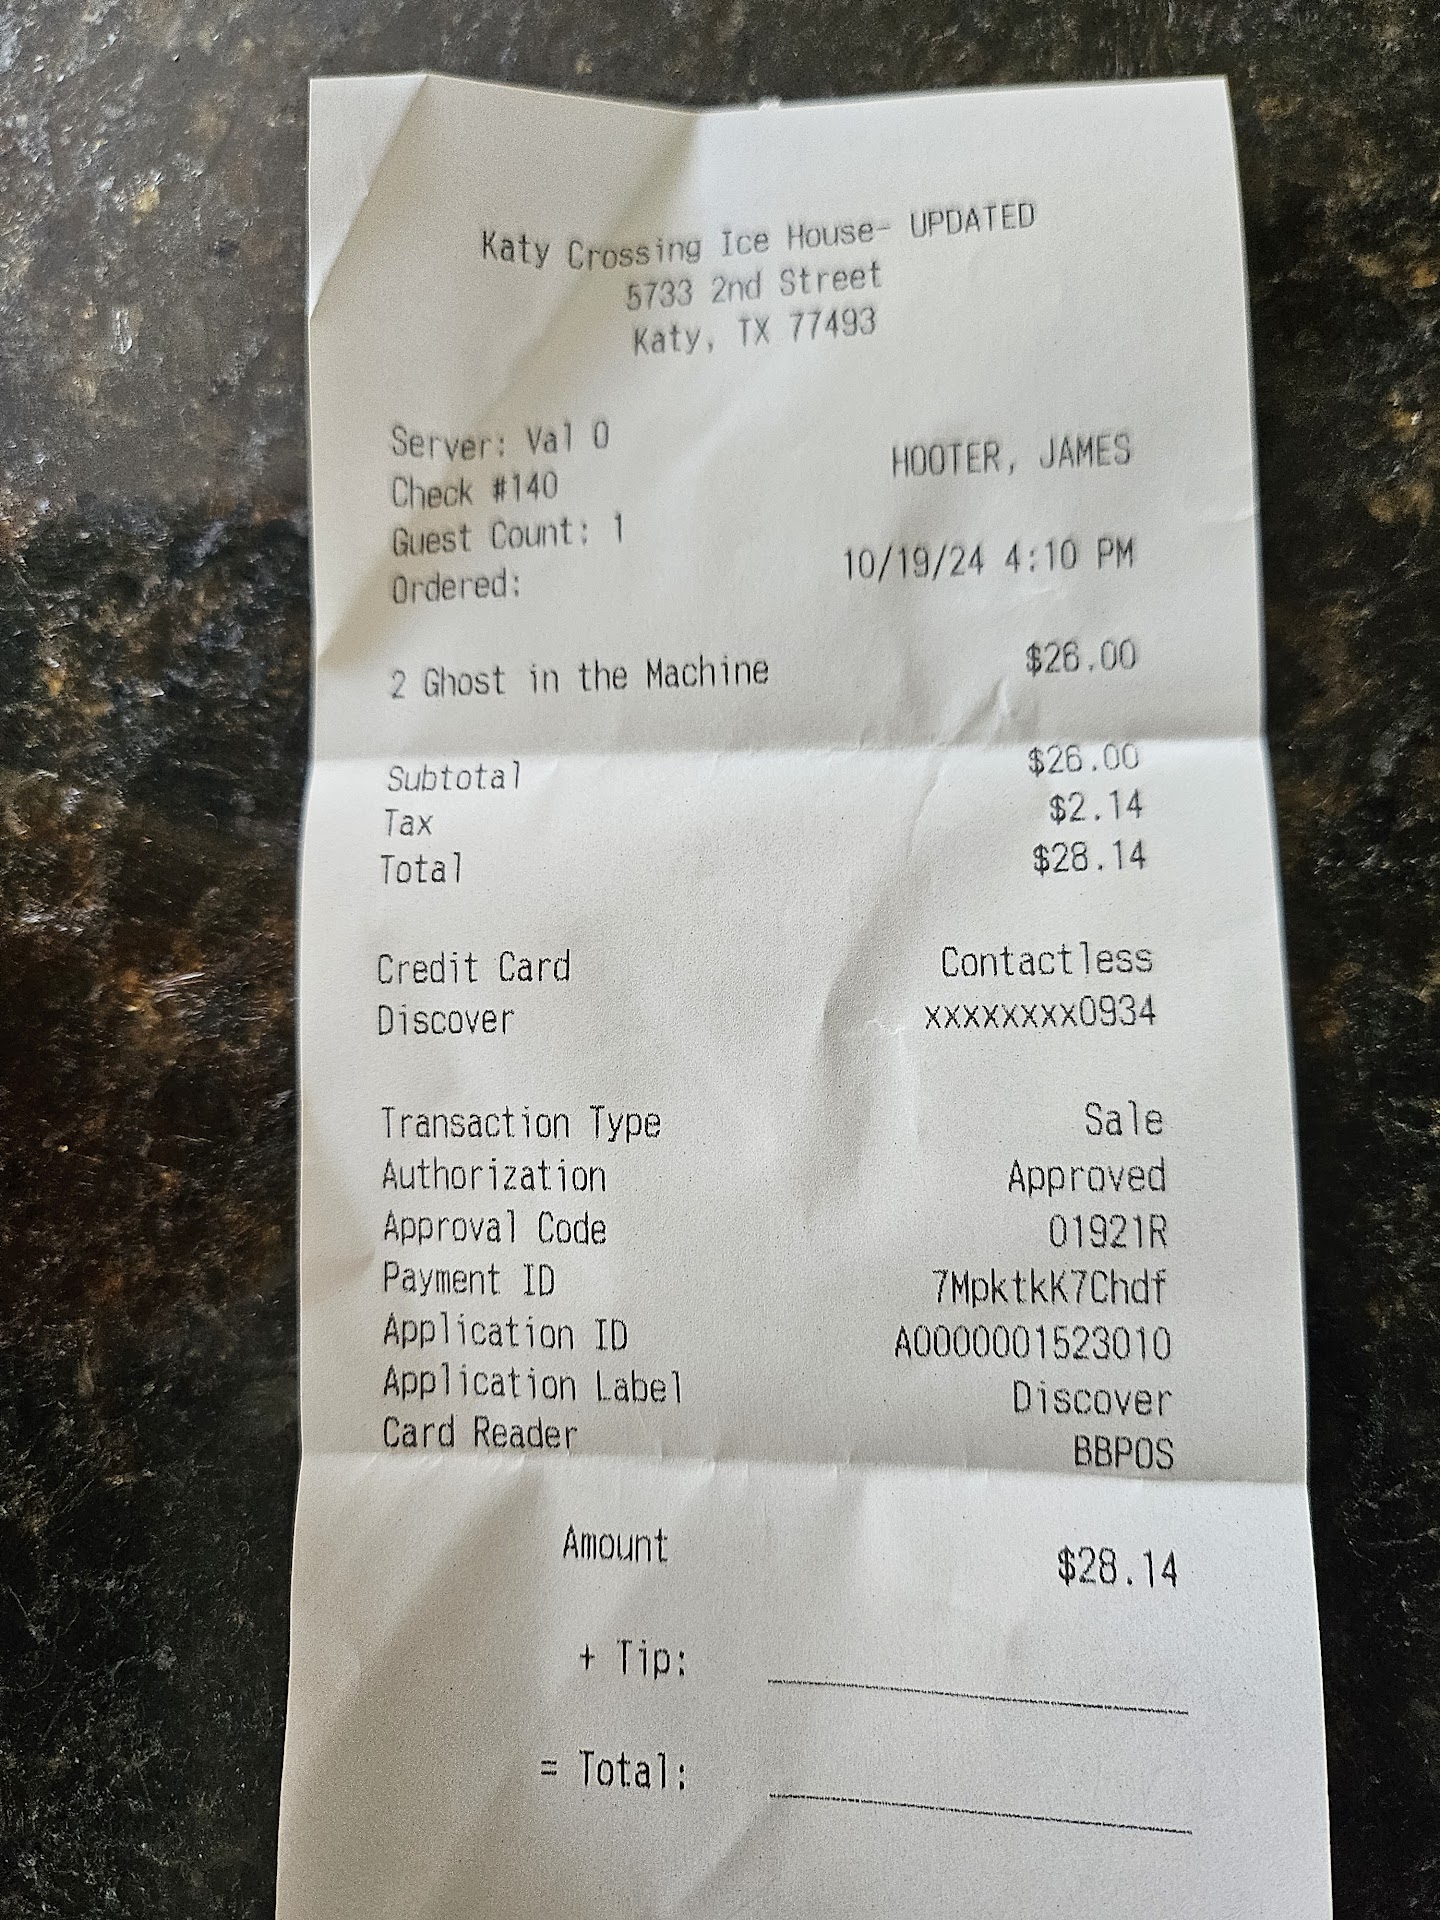 Katy Crossing Ice House- UPDATED
5733 2nd Street
Katy, TX 77493
Server: Val O
HOOTER, JAMES
Check #140
Guest Count: 1
Ordered: 10/19/24 4:10 PM
2 Ghost in the Machine $26.00
Subtotal $26.00
Tax $2.14
Total $28.14
Credit Card Contactless
Discover xxxxxxxx0934
Transaction Type Sale
Authorization Approved
Approval Code 01921R
Payment ID 7MpktkK7Chdf
Application ID A0000001523010
Application Label Discover
Card Reader BBPOS
Amount $28.14
+ Tip:
= Total: